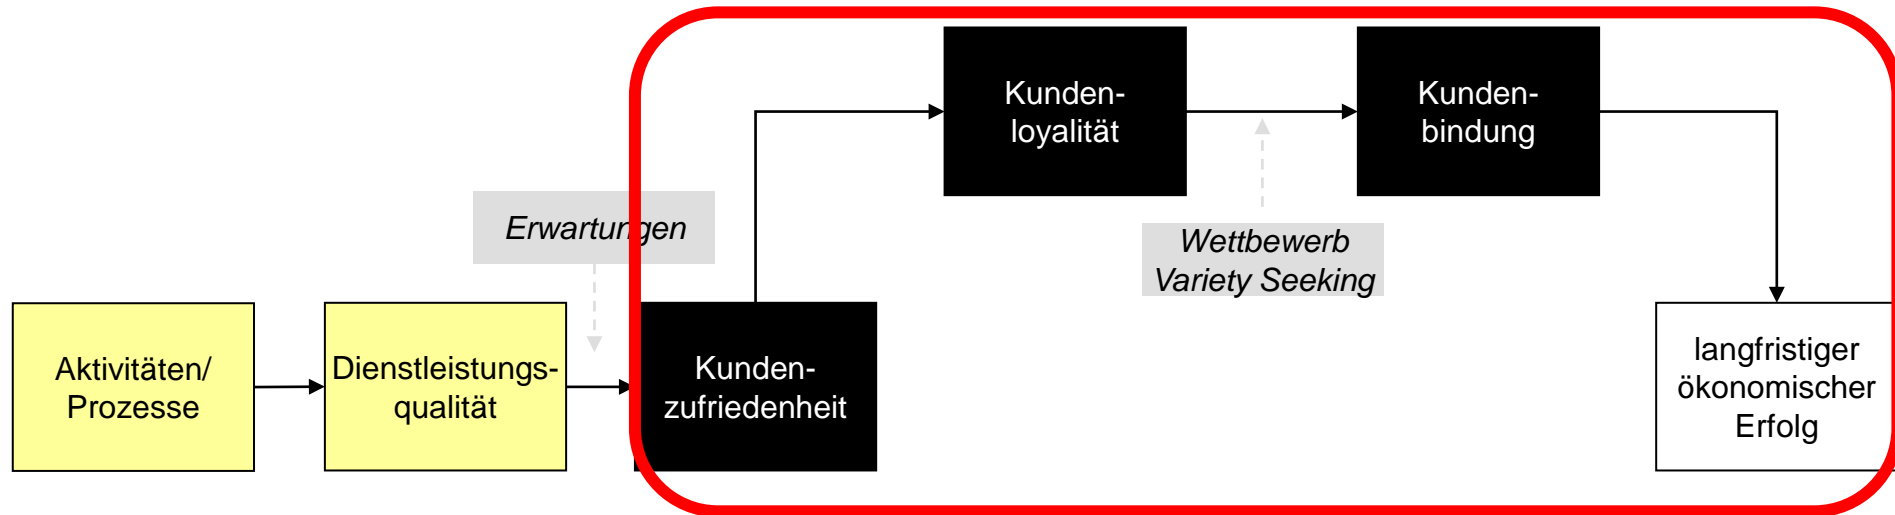 Kunden-
loyalität
Kunden-
bindung
Erwartungen
Wettbewerb
Variety Seeking
Aktivitäten/
Prozesse
Dienstleistungs-
qualität
Kunden-
zufriedenheit
langfristiger
ökonomischer
Erfolg